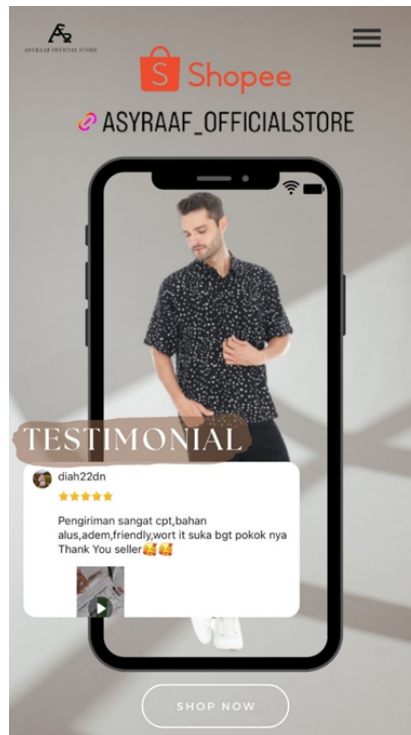 ASYRAAF OFFICIAL STORE
Shopee
ASYRAAF_OFFICIALSTORE
TESTIMONIAL
diah22dn
Pengiriman sangat cpt,bahan
alus,adem,friendly,wort it suka bgt pokok nya
Thank You seller🥰🥰
SHOP NOW